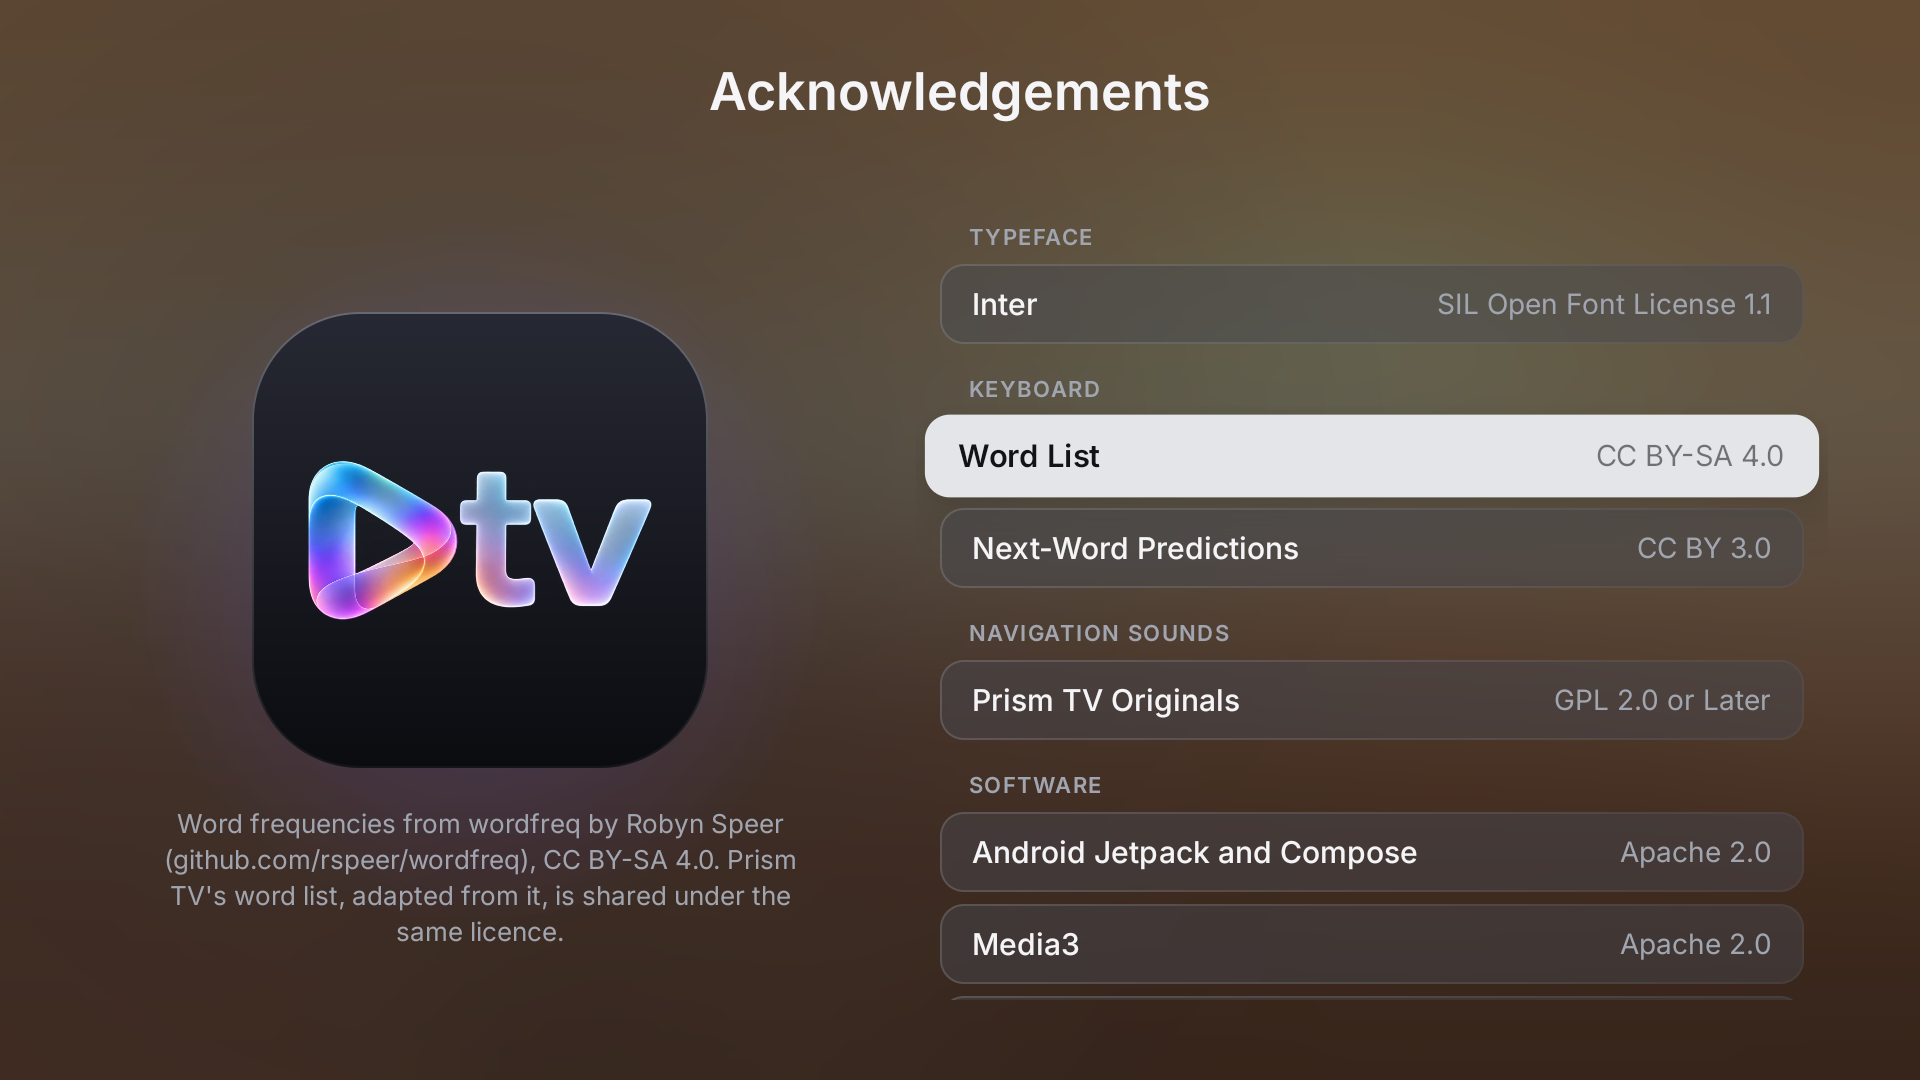 Acknowledgements
tv
Word frequencies from wordfreq by Robyn Speer
(github.com/rspeer/wordfreq), CC BY-SA 4.0. Prism
TV's word list, adapted from it, is shared under the
same licence.
TYPEFACE
Inter SIL Open Font License 1.1
KEYBOARD
Word List CC BY-SA 4.0
Next-Word Predictions CC BY 3.0
NAVIGATION SOUNDS
Prism TV Originals GPL 2.0 or Later
SOFTWARE
Android Jetpack and Compose Apache 2.0
Media3 Apache 2.0